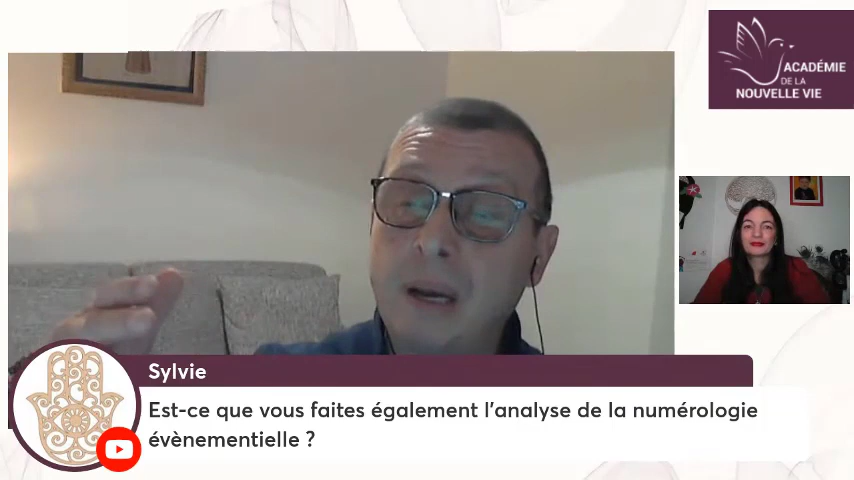 ACADÉMIE
DE LA
NOUVELLE VIE
Sylvie
Est-ce que vous faites également l'analyse de la numérologie
évènementielle ?